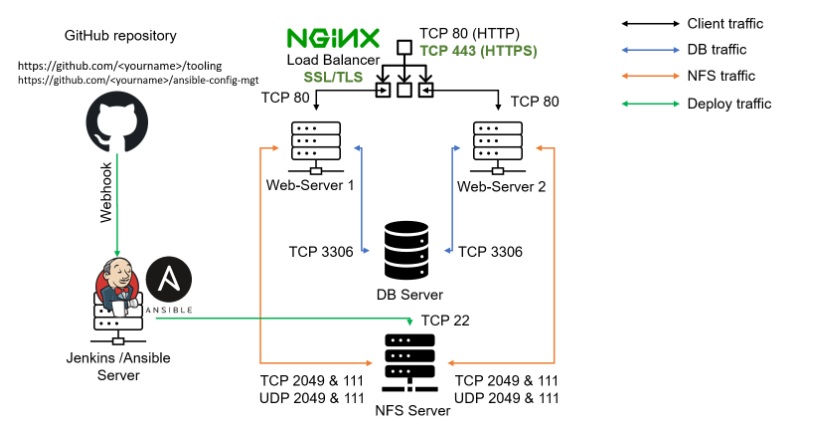 GitHub repository
https://github.com/<yourname>/tooling
https://github.com/<yourname>/ansible-config-mgt
Webhook
ANSIBLE
Jenkins /Ansible
Server
NGiNX
Load Balancer
SSL/TLS
TCP 80 (HTTP)
TCP 443 (HTTPS)
TCP 80
TCP 80
Web-Server 1
Web-Server 2
TCP 3306
TCP 3306
DB Server
TCP 22
TCP 2049 & 111
UDP 2049 & 111
TCP 2049 & 111
UDP 2049 & 111
NFS Server
Client traffic
DB traffic
NFS traffic
Deploy traffic